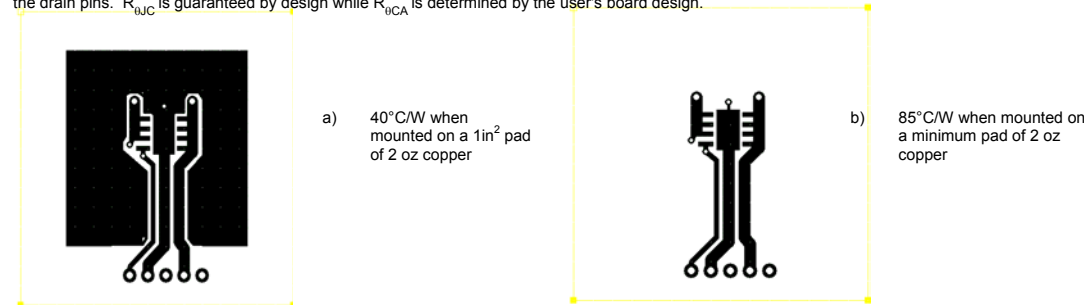 the drain pins. RθJC is guaranteed by design while RθCA is determined by the user's board design.
a) 40°C/W when
mounted on a 1in² pad
of 2 oz copper
b) 85°C/W when mounted on
a minimum pad of 2 oz
copper